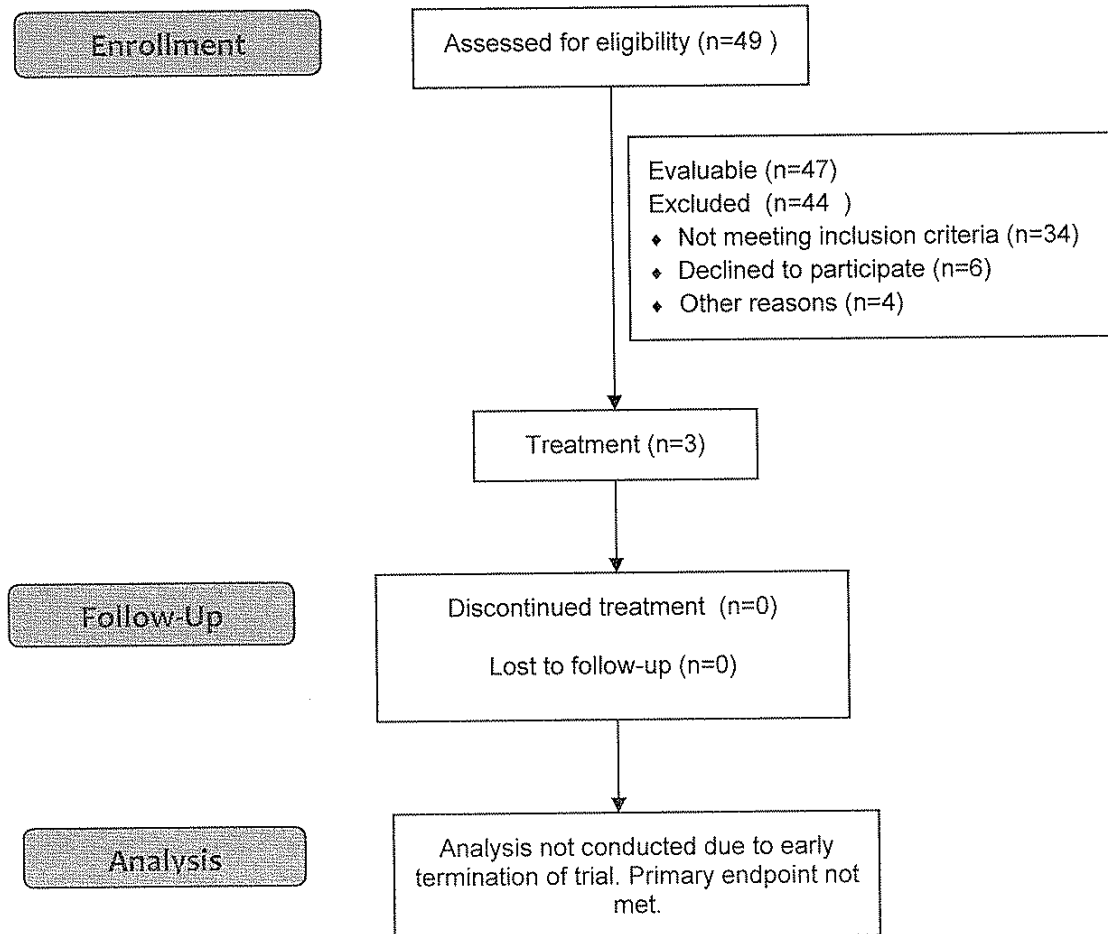 Enrollment
Assessed for eligibility (n=49 )
Evaluable (n=47)
Excluded (n=44 )
♦ Not meeting inclusion criteria (n=34)
♦ Declined to participate (n=6)
♦ Other reasons (n=4)
Treatment (n=3)
Follow-Up
Discontinued treatment (n=0)
Lost to follow-up (n=0)
Analysis
Analysis not conducted due to early
termination of trial. Primary endpoint not
met.